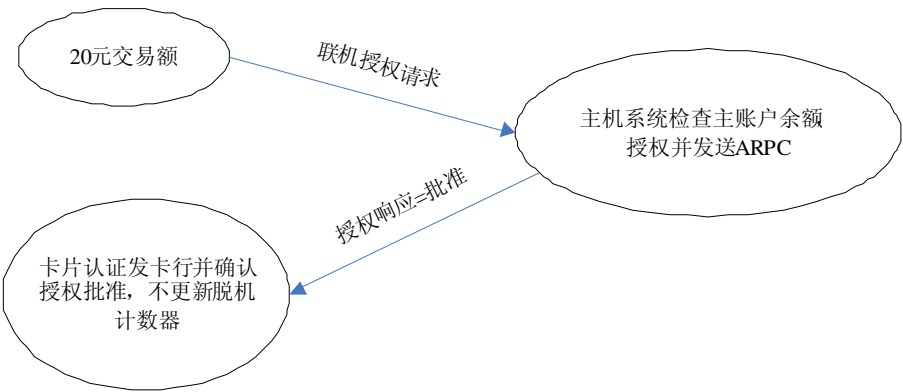 20元交易额
联机授权请求
主机系统检查主账户余额
授权并发送ARPC
授权响应=批准
卡片认证发卡行并确认
授权批准，不更新脱机
计数器